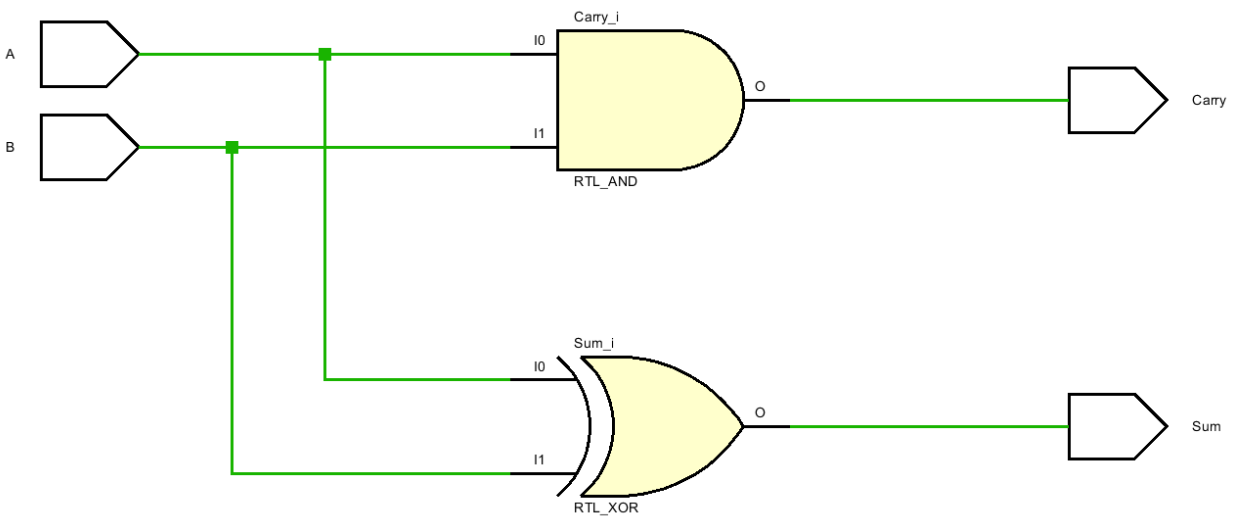 Carry_i
A
I0
O
Carry
B
I1
RTL_AND
Sum_i
I0
O
Sum
I1
RTL_XOR